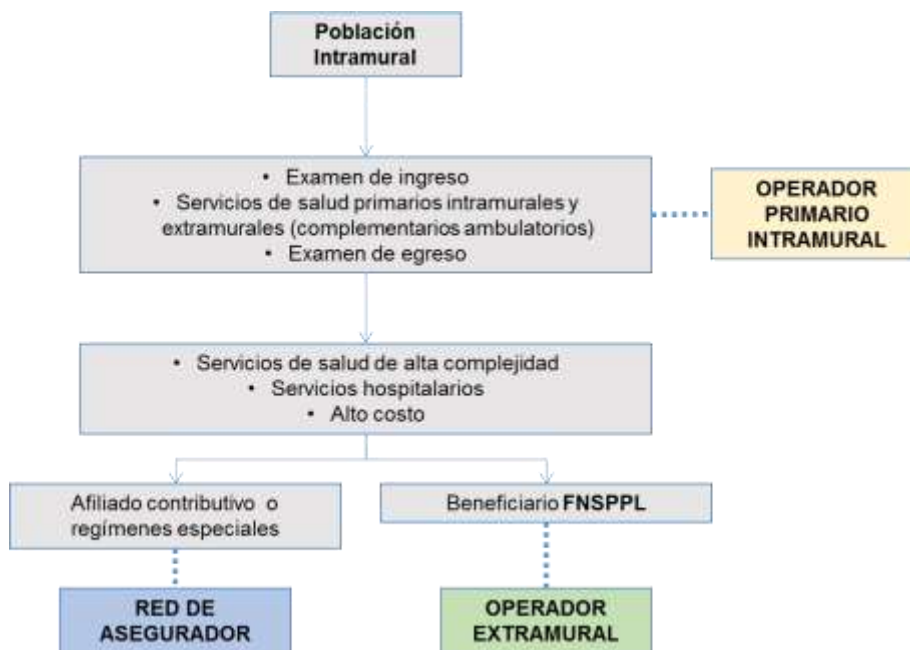 Población
Intramural
• Examen de ingreso
• Servicios de salud primarios intramurales y
extramurales (complementarios ambulatorios)
• Examen de egreso
OPERADOR
PRIMARIO
INTRAMURAL
• Servicios de salud de alta complejidad
• Servicios hospitalarios
• Alto costo
Afiliado contributivo o
regímenes especiales
Beneficiario FNSPPL
RED DE
ASEGURADOR
OPERADOR
EXTRAMURAL